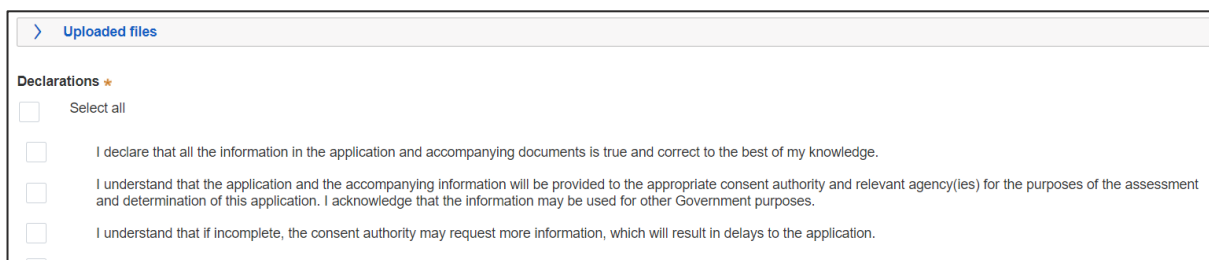 Uploaded files
Declarations *
Select all
I declare that all the information in the application and accompanying documents is true and correct to the best of my knowledge.
I understand that the application and the accompanying information will be provided to the appropriate consent authority and relevant agency(ies) for the purposes of the assessment
and determination of this application. I acknowledge that the information may be used for other Government purposes.
I understand that if incomplete, the consent authority may request more information, which will result in delays to the application.